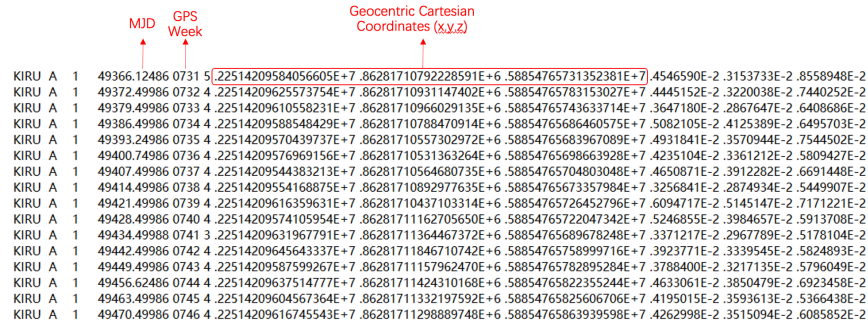 Geocentric Cartesian
Coordinates (x,y,z)
GPS
Week
MJD
KIRU A 1 49366.12486 0731 5 .22514209584056605E+7 .86281710792228591E+6 .58854765731352381E+7 .4546590E-2 .3153733E-2 .8558948E-2
KIRU A 1 49372.49986 0732 4 .22514209625573754E+7 .86281710931147402E+6 .58854765783153027E+7 .4445152E-2 .3220038E-2 .7440252E-2
KIRU A 1 49379.49986 0733 4 .22514209610558231E+7 .86281710966029135E+6 .58854765743633714E+7 .3647180E-2 .2867647E-2 .6408686E-2
KIRU A 1 49386.49986 0734 4 .22514209588548429E+7 .86281710788470914E+6 .58854765686460575E+7 .5082105E-2 .4125389E-2 .6495703E-2
KIRU A 1 49393.24986 0735 4 .22514209570439737E+7 .86281710557302972E+6 .58854765683967089E+7 .4931841E-2 .3570944E-2 .7544502E-2
KIRU A 1 49400.74986 0736 4 .22514209576969156E+7 .86281710531363264E+6 .58854765698663928E+7 .4235104E-2 .3361212E-2 .5809427E-2
KIRU A 1 49407.49986 0737 4 .22514209544383213E+7 .86281710564680735E+6 .58854765704803048E+7 .4650871E-2 .3912282E-2 .6691448E-2
KIRU A 1 49414.49986 0738 4 .22514209554168875E+7 .86281710892977635E+6 .58854765673357984E+7 .3256841E-2 .2874934E-2 .5449907E-2
KIRU A 1 49421.49986 0739 4 .22514209616359631E+7 .86281710437103314E+6 .58854765726452796E+7 .6094717E-2 .5145147E-2 .7171221E-2
KIRU A 1 49428.49986 0740 4 .22514209574105954E+7 .86281711162705650E+6 .58854765722047342E+7 .5246855E-2 .3984657E-2 .5913708E-2
KIRU A 1 49434.49988 0741 3 .22514209631967791E+7 .86281711364467372E+6 .58854765689678248E+7 .3371217E-2 .2967789E-2 .5178104E-2
KIRU A 1 49442.49986 0742 4 .22514209645643337E+7 .86281711846710742E+6 .58854765758999716E+7 .3923771E-2 .3339545E-2 .5824893E-2
KIRU A 1 49449.49986 0743 4 .22514209587599267E+7 .86281711157962470E+6 .58854765782895284E+7 .3788400E-2 .3217135E-2 .5796049E-2
KIRU A 1 49456.62486 0744 4 .22514209637514777E+7 .86281711424310168E+6 .58854765822355244E+7 .4633061E-2 .3850479E-2 .6923458E-2
KIRU A 1 49463.49986 0745 4 .22514209604567364E+7 .86281711332197592E+6 .58854765825606706E+7 .4195015E-2 .3593613E-2 .5366438E-2
KIRU A 1 49470.49986 0746 4 .22514209616745543E+7 .86281711298889748E+6 .58854765863939598E+7 .4262998E-2 .3515094E-2 .6085852E-2